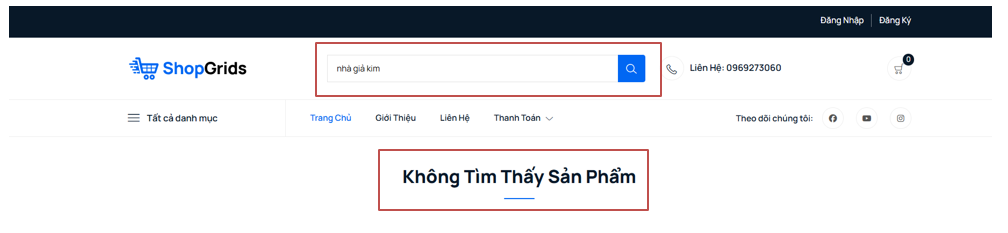 Đăng Nhập Đăng Ký
ShopGrids
nhà giả kim
Liên Hệ: 0969273060
0
Tất cả danh mục
Trang Chủ Giới Thiệu Liên Hệ Thanh Toán
Theo dõi chúng tôi:
Không Tìm Thấy Sản Phẩm